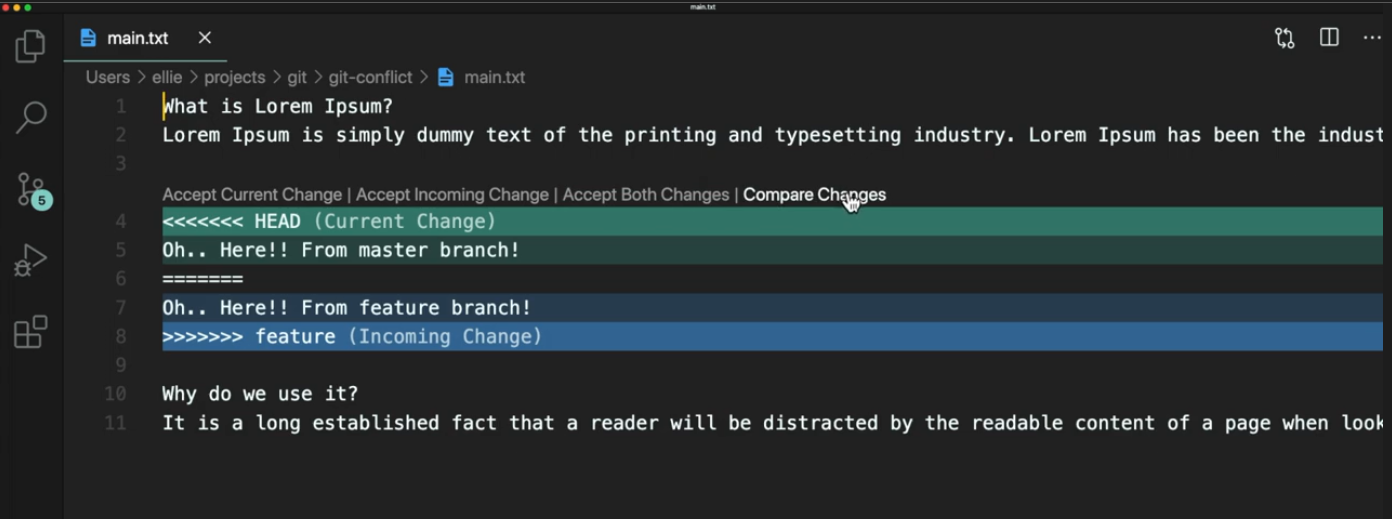 main.txt
main.txt
Users > ellie > projects > git > git-conflict > main.txt
1 What is Lorem Ipsum?
2 Lorem Ipsum is simply dummy text of the printing and typesetting industry. Lorem Ipsum has been the indust
3
Accept Current Change | Accept Incoming Change | Accept Both Changes | Compare Changes
4 <<<<<<< HEAD (Current Change)
5 Oh.. Here!! From master branch!
6 =======
5
7 Oh.. Here!! From feature branch!
8 >>>>>>> feature (Incoming Change)
9
10 Why do we use it?
11 It is a long established fact that a reader will be distracted by the readable content of a page when look